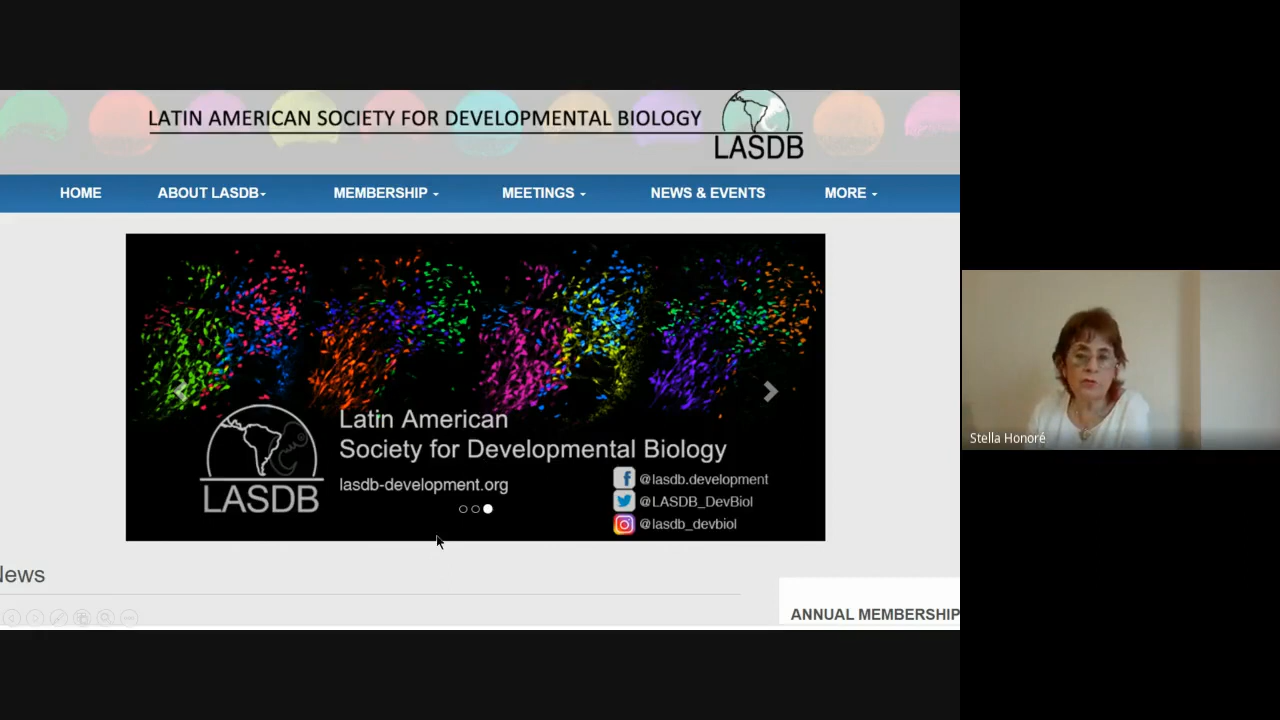 LATIN AMERICAN SOCIETY FOR DEVELOPMENTAL BIOLOGY
LASDB
HOME ABOUT LASDB MEMBERSHIP MEETINGS NEWS & EVENTS MORE
Latin American
Society for Developmental Biology
LASDB
lasdb-development.org
@lasdb.development
@LASDB_DevBiol
@lasdb_devbiol
Stella Honoré
News
ANNUAL MEMBERSHIP